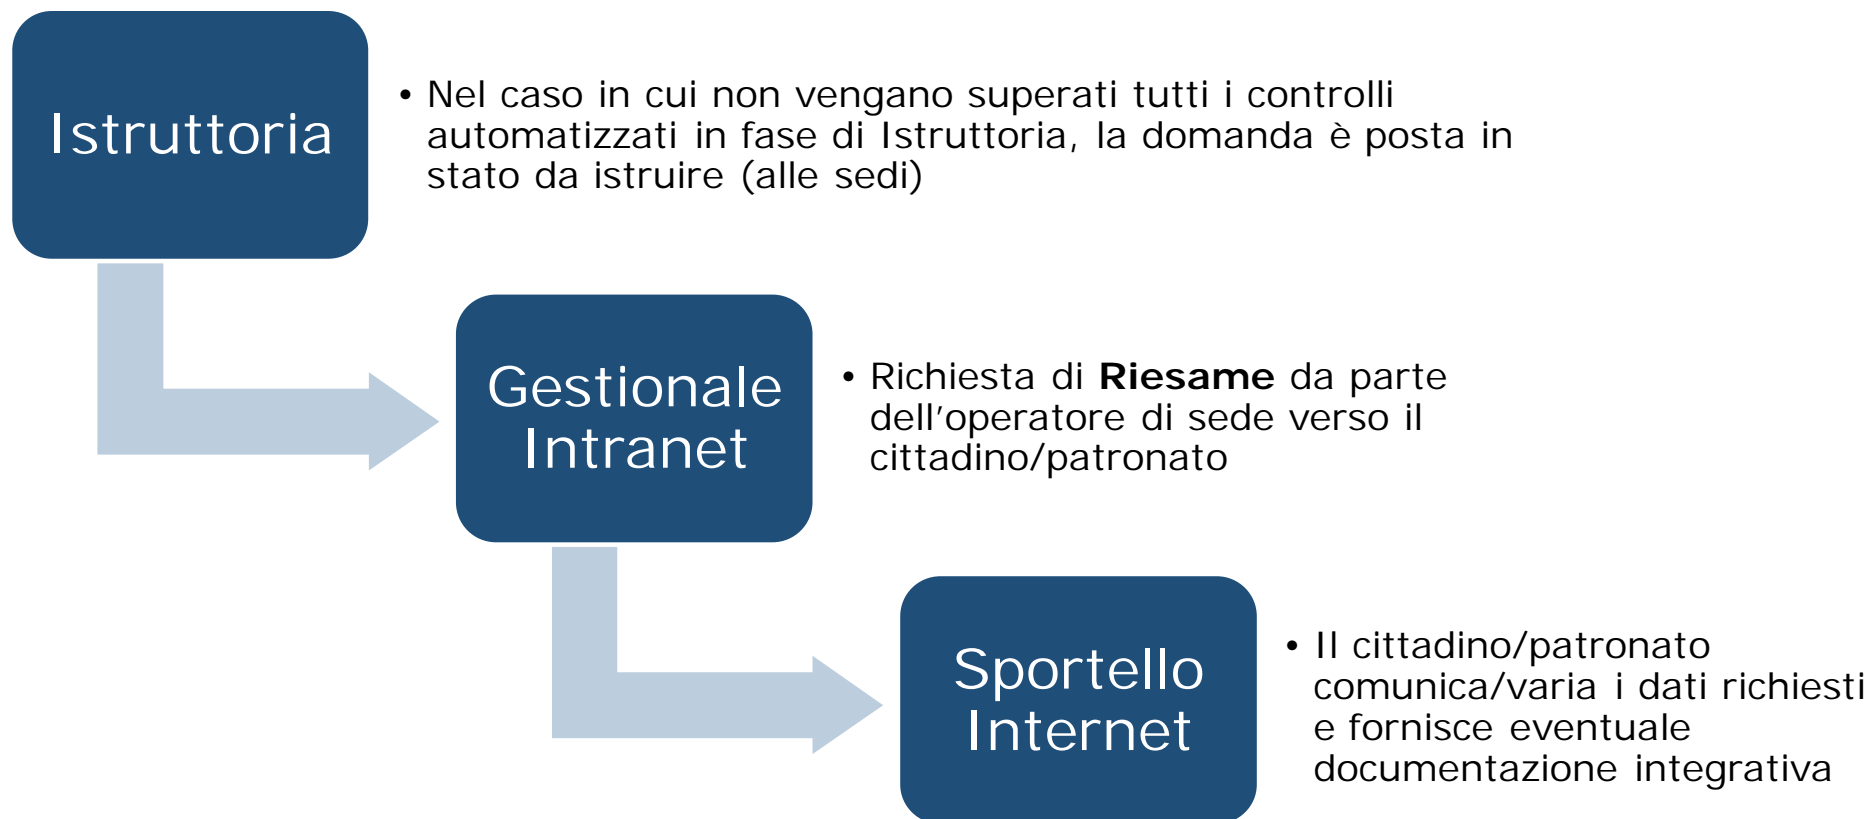 Istruttoria
• Nel caso in cui non vengano superati tutti i controlli
automatizzati in fase di Istruttoria, la domanda è posta in
stato da istruire (alle sedi)
Gestionale
Intranet
• Richiesta di Riesame da parte
dell’operatore di sede verso il
cittadino/patronato
Sportello
Internet
• Il cittadino/patronato
comunica/varia i dati richiesti
e fornisce eventuale
documentazione integrativa